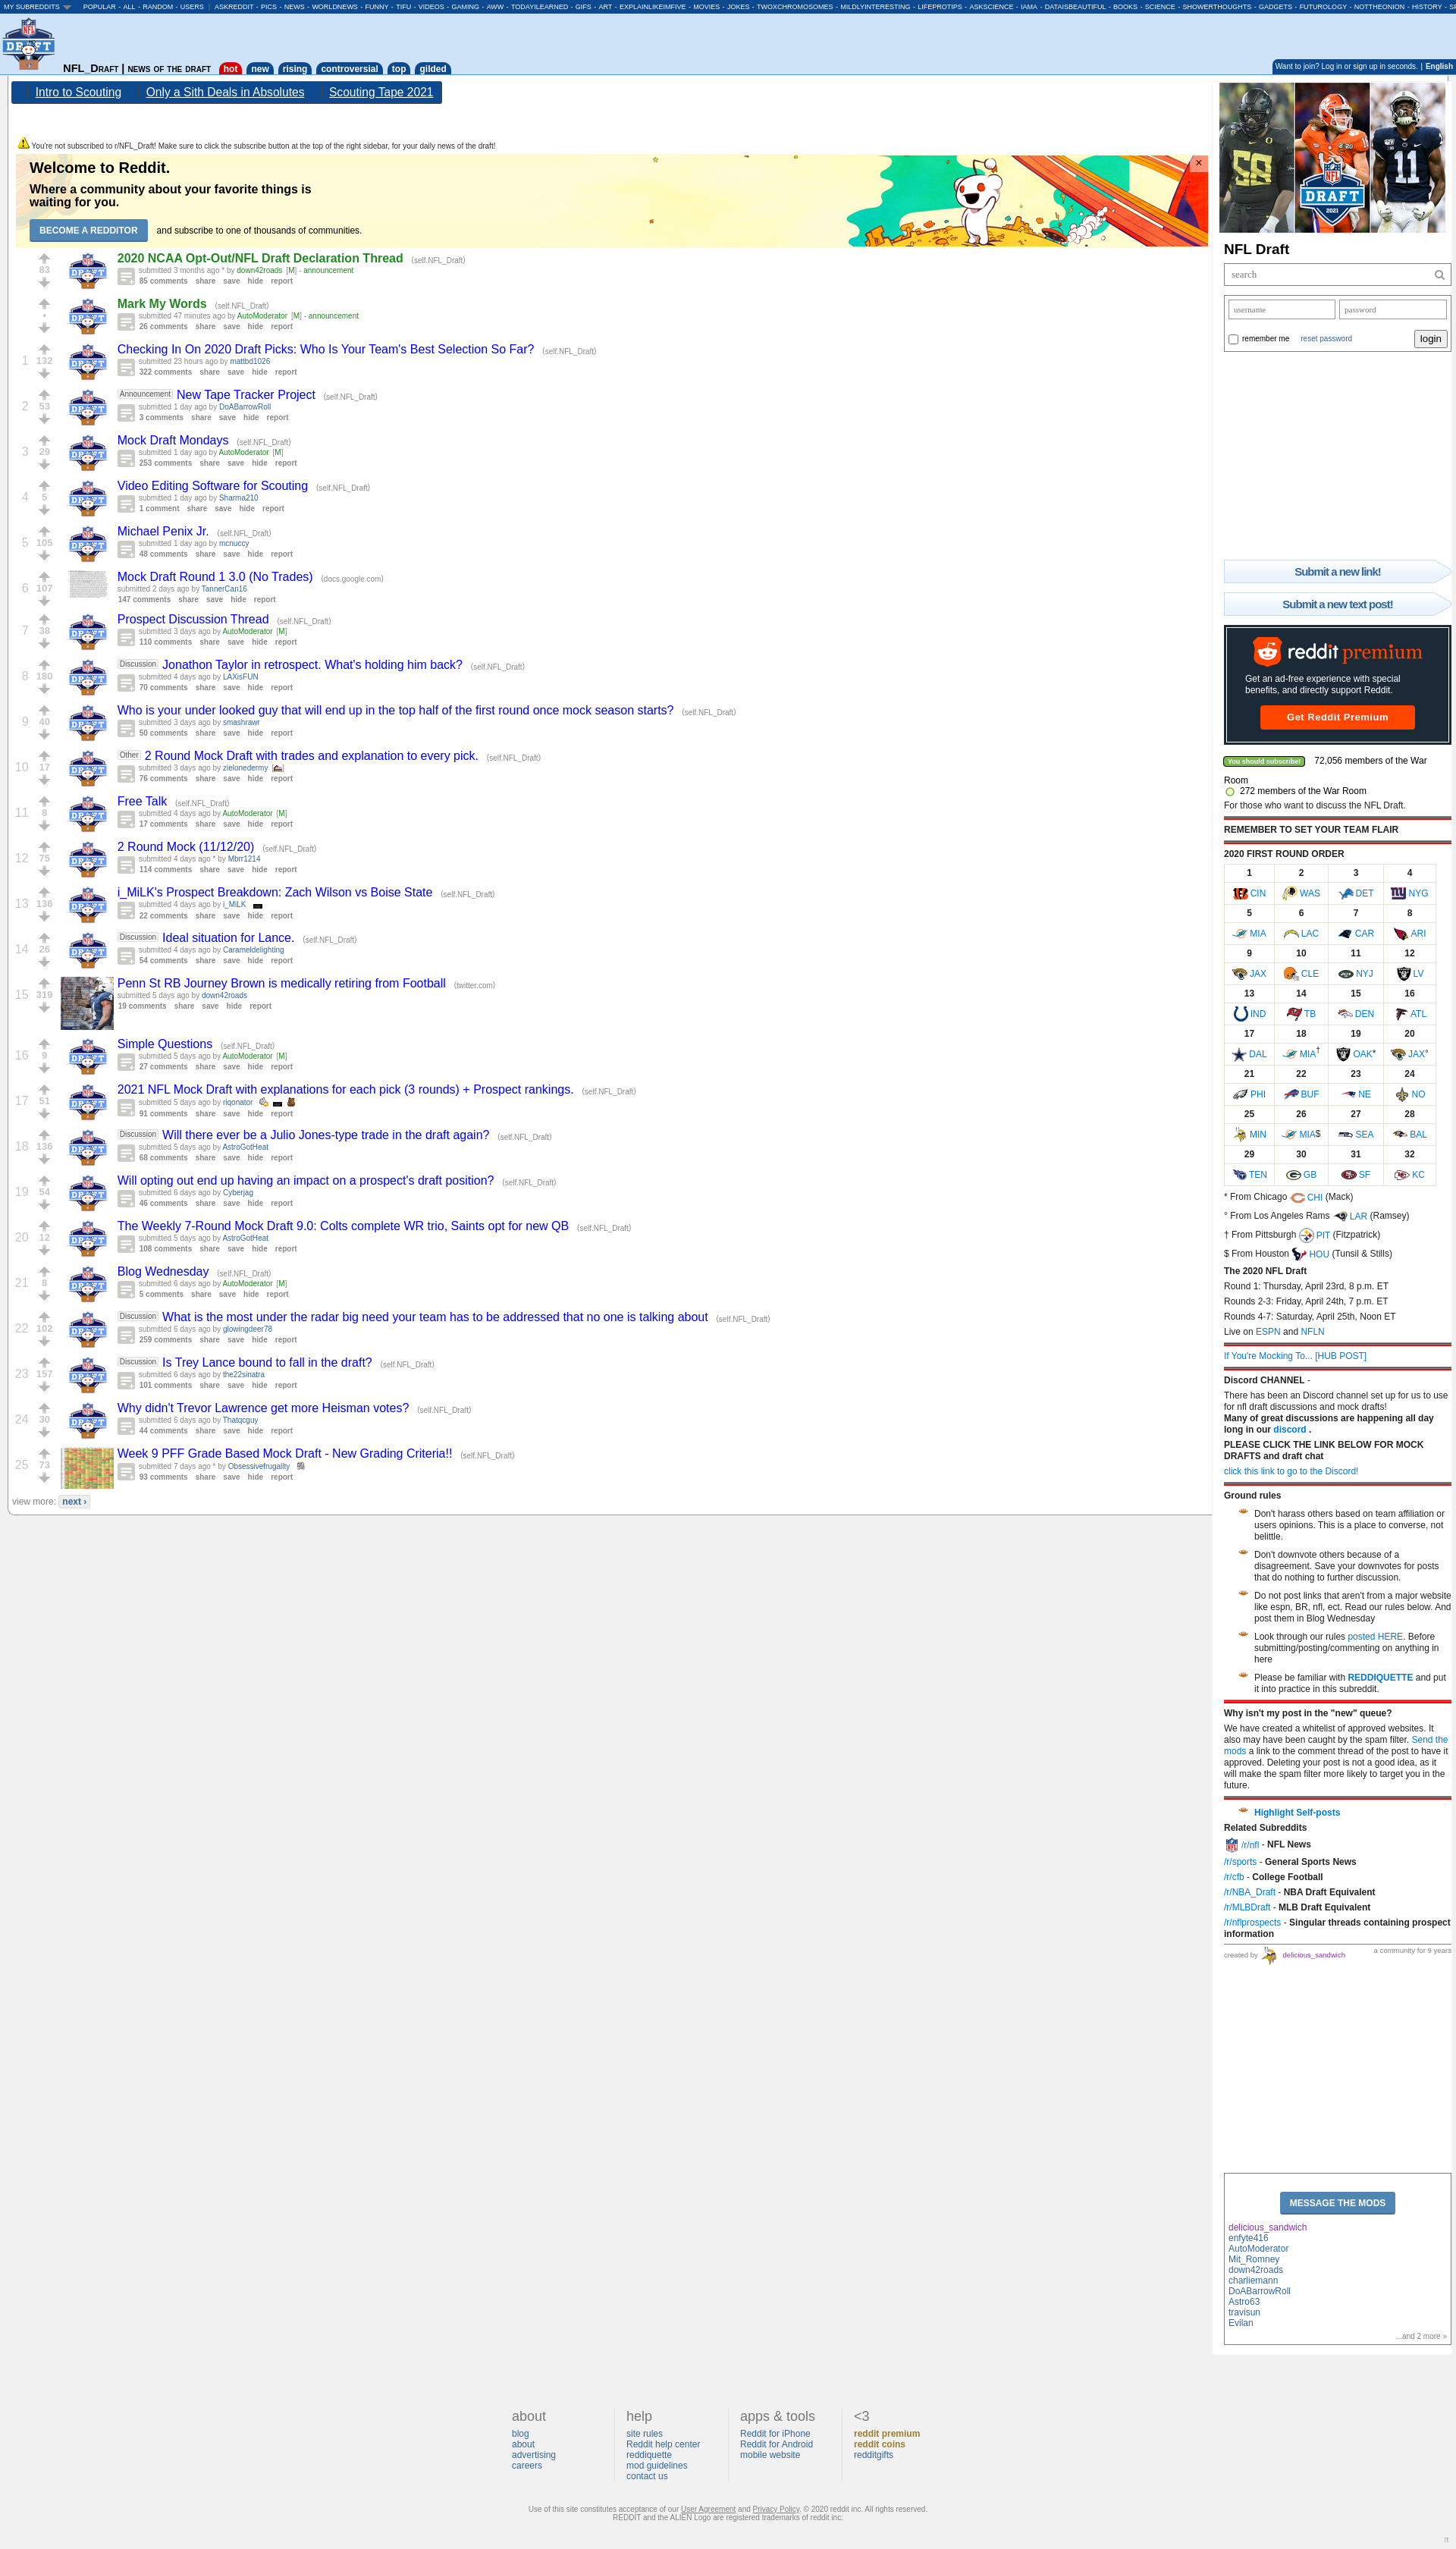 MY SUBREDDITS POPULAR - ALL - RANDOM - USERS | ASKREDDIT - PICS - NEWS - WORLDNEWS - FUNNY - TIFU - VIDEOS - GAMING - AWW - TODAYILEARNED - GIFS - ART - EXPLAINLIKEIMFIVE - MOVIES - JOKES - TWOXCHROMOSOMES - MILDLYINTERESTING - LIFEPROTIPS - ASKSCIENCE - IAMA - DATAISBEAUTIFUL - BOOKS - SCIENCE - SHOWERTHOUGHTS - GADGETS - FUTUROLOGY - NOTTHEONION - HISTORY
NFL_Draft | news of the draft hot new rising controversial top gilded
Want to join? Log in or sign up in seconds. | English
Intro to Scouting Only a Sith Deals in Absolutes Scouting Tape 2021
You're not subscribed to r/NFL_Draft! Make sure to click the subscribe button at the top of the right sidebar, for your daily news of the draft!
Welcome to Reddit.
Where a community about your favorite things is
waiting for you.
BECOME A REDDITOR and subscribe to one of thousands of communities.
×
83
2020 NCAA Opt-Out/NFL Draft Declaration Thread (self.NFL_Draft)
submitted 3 months ago * by down42roads [M] - announcement
85 comments share save hide report
•
Mark My Words (self.NFL_Draft)
submitted 47 minutes ago by AutoModerator [M] - announcement
26 comments share save hide report
1 132
Checking In On 2020 Draft Picks: Who Is Your Team's Best Selection So Far? (self.NFL_Draft)
submitted 23 hours ago by mattbd1026
322 comments share save hide report
2 53
Announcement New Tape Tracker Project (self.NFL_Draft)
submitted 1 day ago by DoABarrowRoll
3 comments share save hide report
3 29
Mock Draft Mondays (self.NFL_Draft)
submitted 1 day ago by AutoModerator [M]
253 comments share save hide report
4 5
Video Editing Software for Scouting (self.NFL_Draft)
submitted 1 day ago by Sharma210
1 comment share save hide report
5 105
Michael Penix Jr. (self.NFL_Draft)
submitted 1 day ago by mcnuccy
48 comments share save hide report
6 107
Mock Draft Round 1 3.0 (No Trades) (docs.google.com)
submitted 2 days ago by TannerCan16
147 comments share save hide report
7 38
Prospect Discussion Thread (self.NFL_Draft)
submitted 3 days ago by AutoModerator [M]
110 comments share save hide report
8 180
Discussion Jonathon Taylor in retrospect. What's holding him back? (self.NFL_Draft)
submitted 4 days ago by LAXisFUN
70 comments share save hide report
9 40
Who is your under looked guy that will end up in the top half of the first round once mock season starts? (self.NFL_Draft)
submitted 3 days ago by smashrawr
50 comments share save hide report
10 17
Other 2 Round Mock Draft with trades and explanation to every pick. (self.NFL_Draft)
submitted 3 days ago by zielonedermy
76 comments share save hide report
11 8
Free Talk (self.NFL_Draft)
submitted 4 days ago by AutoModerator [M]
17 comments share save hide report
12 75
2 Round Mock (11/12/20) (self.NFL_Draft)
submitted 4 days ago * by Mbrr1214
114 comments share save hide report
13 136
i_MiLK's Prospect Breakdown: Zach Wilson vs Boise State (self.NFL_Draft)
submitted 4 days ago by i_MiLK
22 comments share save hide report
14 26
Discussion Ideal situation for Lance. (self.NFL_Draft)
submitted 4 days ago by Carameldelighting
54 comments share save hide report
15 319
Penn St RB Journey Brown is medically retiring from Football (twitter.com)
submitted 5 days ago by down42roads
19 comments share save hide report
16 9
Simple Questions (self.NFL_Draft)
submitted 5 days ago by AutoModerator [M]
27 comments share save hide report
17 51
2021 NFL Mock Draft with explanations for each pick (3 rounds) + Prospect rankings. (self.NFL_Draft)
submitted 5 days ago by riqonator
91 comments share save hide report
18 136
Discussion Will there ever be a Julio Jones-type trade in the draft again? (self.NFL_Draft)
submitted 5 days ago by AstroGotHeat
68 comments share save hide report
19 54
Will opting out end up having an impact on a prospect's draft position? (self.NFL_Draft)
submitted 6 days ago by Cyberjag
46 comments share save hide report
20 12
The Weekly 7-Round Mock Draft 9.0: Colts complete WR trio, Saints opt for new QB (self.NFL_Draft)
submitted 5 days ago by AstroGotHeat
108 comments share save hide report
21 8
Blog Wednesday (self.NFL_Draft)
submitted 6 days ago by AutoModerator [M]
5 comments share save hide report
22 102
Discussion What is the most under the radar big need your team has to be addressed that no one is talking about (self.NFL_Draft)
submitted 6 days ago by glowingdeer78
259 comments share save hide report
23 157
Discussion Is Trey Lance bound to fall in the draft? (self.NFL_Draft)
submitted 6 days ago by the22sinatra
101 comments share save hide report
24 30
Why didn't Trevor Lawrence get more Heisman votes? (self.NFL_Draft)
submitted 6 days ago by Thatqcguy
44 comments share save hide report
25 73
Week 9 PFF Grade Based Mock Draft - New Grading Criteria!! (self.NFL_Draft)
submitted 7 days ago * by Obsessivefrugality
93 comments share save hide report
view more: next ›
NFL
DRAFT
2021
NFL Draft
search
username password
remember me reset password login
Submit a new link!
Submit a new text post!
reddit premium
Get an ad-free experience with special
benefits, and directly support Reddit.
Get Reddit Premium
You should subscribe! 72,056 members of the War
Room
272 members of the War Room
For those who want to discuss the NFL Draft.
REMEMBER TO SET YOUR TEAM FLAIR
2020 FIRST ROUND ORDER
1 2 3 4
CIN WAS DET NYG
5 6 7 8
MIA LAC CAR ARI
9 10 11 12
JAX CLE NYJ LV
13 14 15 16
IND TB DEN ATL
17 18 19 20
DAL MIA† OAK* JAX°
21 22 23 24
PHI BUF NE NO
25 26 27 28
MIN MIA$ SEA BAL
29 30 31 32
TEN GB SF KC
* From Chicago CHI (Mack)
° From Los Angeles Rams LAR (Ramsey)
† From Pittsburgh PIT (Fitzpatrick)
$ From Houston HOU (Tunsil & Stills)
The 2020 NFL Draft
Round 1: Thursday, April 23rd, 8 p.m. ET
Rounds 2-3: Friday, April 24th, 7 p.m. ET
Rounds 4-7: Saturday, April 25th, Noon ET
Live on ESPN and NFLN
If You're Mocking To... [HUB POST]
Discord CHANNEL -
There has been an Discord channel set up for us to use
for nfl draft discussions and mock drafts!
Many of great discussions are happening all day
long in our discord .
PLEASE CLICK THE LINK BELOW FOR MOCK
DRAFTS and draft chat
click this link to go to the Discord!
Ground rules
Don't harass others based on team affiliation or
users opinions. This is a place to converse, not
belittle.
Don't downvote others because of a
disagreement. Save your downvotes for posts
that do nothing to further discussion.
Do not post links that aren't from a major website
like espn, BR, nfl, ect. Read our rules below. And
post them in Blog Wednesday
Look through our rules posted HERE. Before
submitting/posting/commenting on anything in
here
Please be familiar with REDDIQUETTE and put
it into practice in this subreddit.
Why isn't my post in the "new" queue?
We have created a whitelist of approved websites. It
also may have been caught by the spam filter. Send the
mods a link to the comment thread of the post to have it
approved. Deleting your post is not a good idea, as it
will make the spam filter more likely to target you in the
future.
Highlight Self-posts
Related Subreddits
/r/nfl - NFL News
/r/sports - General Sports News
/r/cfb - College Football
/r/NBA_Draft - NBA Draft Equivalent
/r/MLBDraft - MLB Draft Equivalent
/r/nflprospects - Singular threads containing prospect
information
created by delicious_sandwich a community for 9 years
MESSAGE THE MODS
delicious_sandwich
enfyte416
AutoModerator
Mit_Romney
down42roads
charliemann
DoABarrowRoll
Astro63
travisun
Evilan
...and 2 more »
about help apps & tools <3
blog site rules Reddit for iPhone reddit premium
about Reddit help center Reddit for Android reddit coins
advertising reddiquette mobile website redditgifts
careers mod guidelines
contact us
Use of this site constitutes acceptance of our User Agreement and Privacy Policy. © 2020 reddit inc. All rights reserved.
REDDIT and the ALIEN Logo are registered trademarks of reddit inc.
π